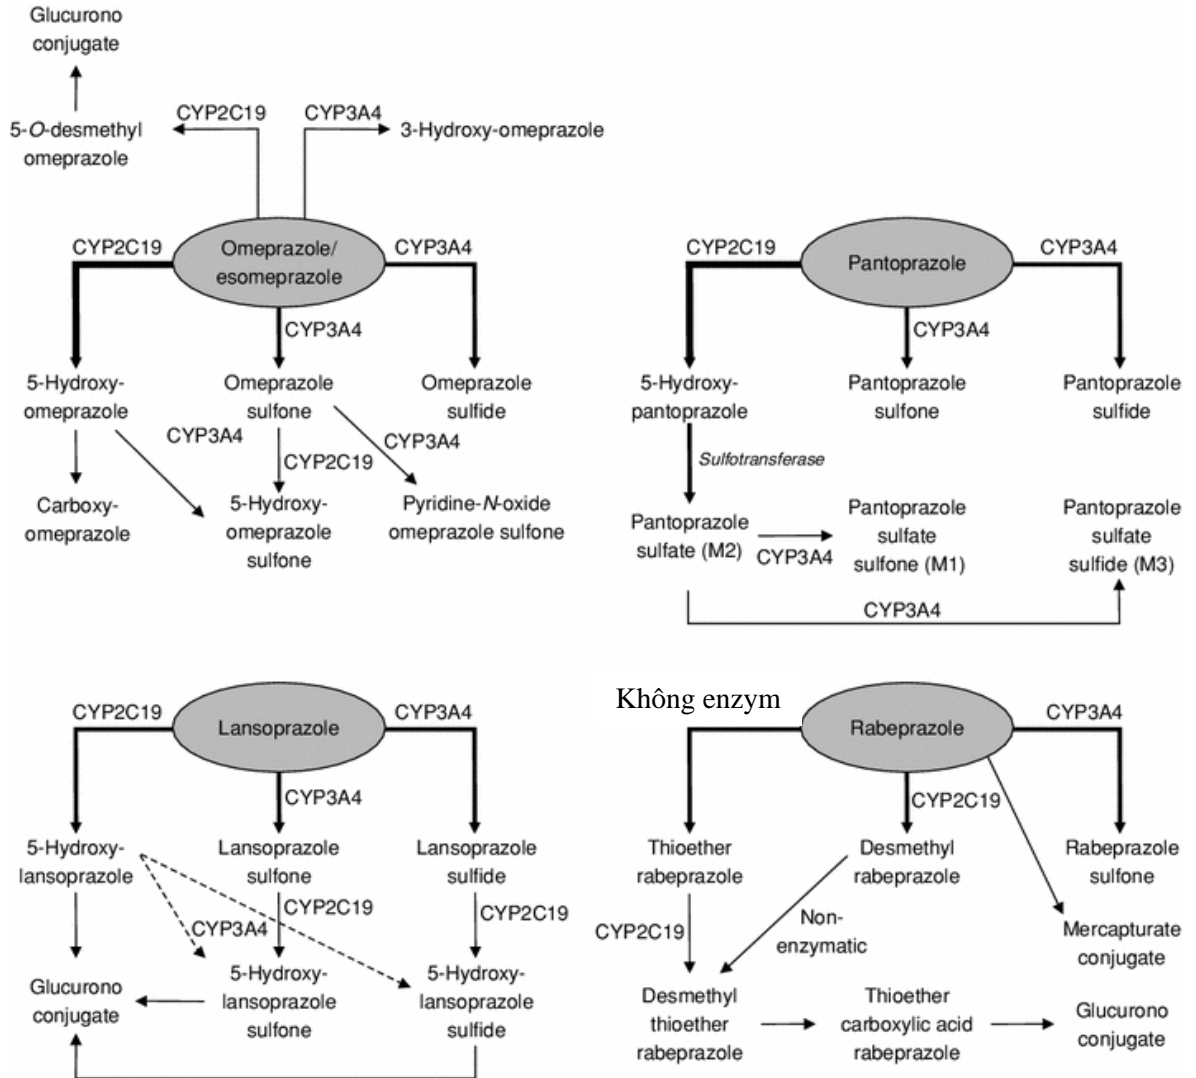 Glucurono
conjugate
CYP2C19
CYP3A4
5-O-desmethyl
omeprazole
3-Hydroxy-omeprazole
CYP2C19
Omeprazole/
esomeprazole
CYP3A4
CYP3A4
5-Hydroxy-
omeprazole
Omeprazole
sulfone
Omeprazole
sulfide
CYP3A4
CYP3A4
CYP2C19
Carboxy-
omeprazole
5-Hydroxy-
omeprazole
sulfone
Pyridine-N-oxide
omeprazole sulfone
CYP2C19
Pantoprazole
CYP3A4
CYP3A4
5-Hydroxy-
pantoprazole
Pantoprazole
sulfone
Pantoprazole
sulfide
Sulfotransferase
Pantoprazole
sulfate (M2)
CYP3A4
Pantoprazole
sulfate
sulfone (M1)
Pantoprazole
sulfate
sulfide (M3)
CYP3A4
CYP2C19
Lansoprazole
CYP3A4
CYP3A4
5-Hydroxy-
lansoprazole
Lansoprazole
sulfone
Lansoprazole
sulfide
CYP2C19
CYP2C19
CYP3A4
Glucurono
conjugate
5-Hydroxy-
lansoprazole
sulfone
5-Hydroxy-
lansoprazole
sulfide
Không enzym
Rabeprazole
CYP3A4
CYP2C19
Thioether
rabeprazole
Desmethyl
rabeprazole
Rabeprazole
sulfone
CYP2C19
Non-
enzymatic
Mercapturate
conjugate
Desmethyl
thioether
rabeprazole
Thioether
carboxylic acid
rabeprazole
Glucurono
conjugate